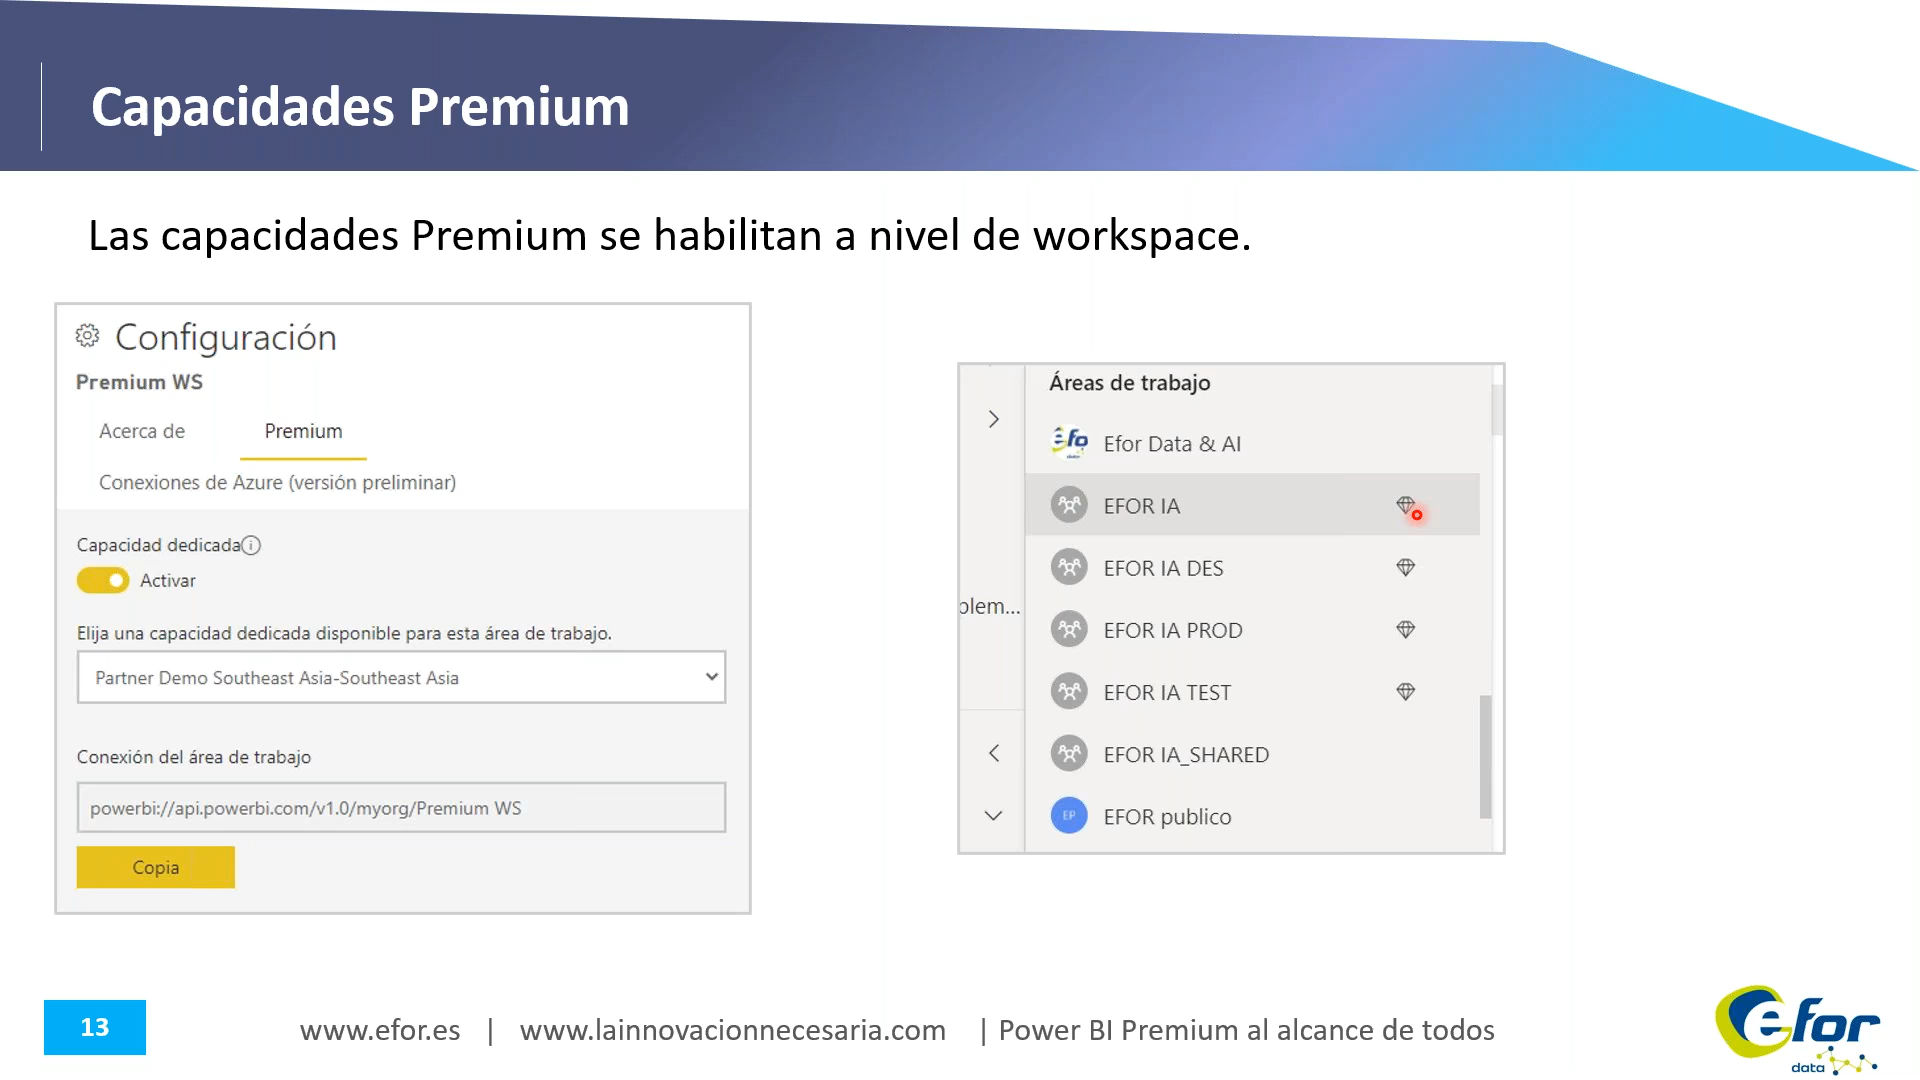 Capacidades Premium
Las capacidades Premium se habilitan a nivel de workspace.
Configuración
Premium WS
Acerca de
Premium
Conexiones de Azure (versión preliminar)
Capacidad dedicada
Activar
Elija una capacidad dedicada disponible para esta área de trabajo.
Partner Demo Southeast Asia-Southeast Asia
Conexión del área de trabajo
powerbi://api.powerbi.com/v1.0/myorg/Premium WS
Copia
Áreas de trabajo
Efor Data & AI
EFOR IA
EFOR IA DES
EFOR IA PROD
EFOR IA TEST
EFOR IA_SHARED
EP EFOR publico
olem...
13
www.efor.es | www.lainnovacionnecesaria.com | Power BI Premium al alcance de todos
efor
data